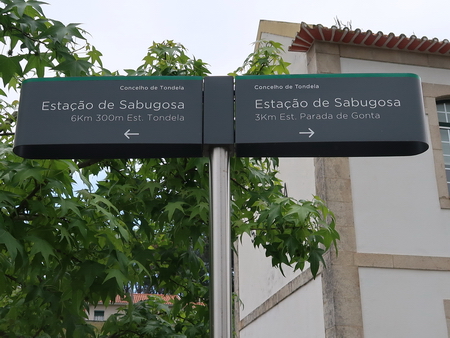 Concelho de Tondela
Estação de Sabugosa
6Km 300m Est. Tondela
←
Concelho de Tondela
Estação de Sabugosa
3Km Est. Parada de Gonta
→